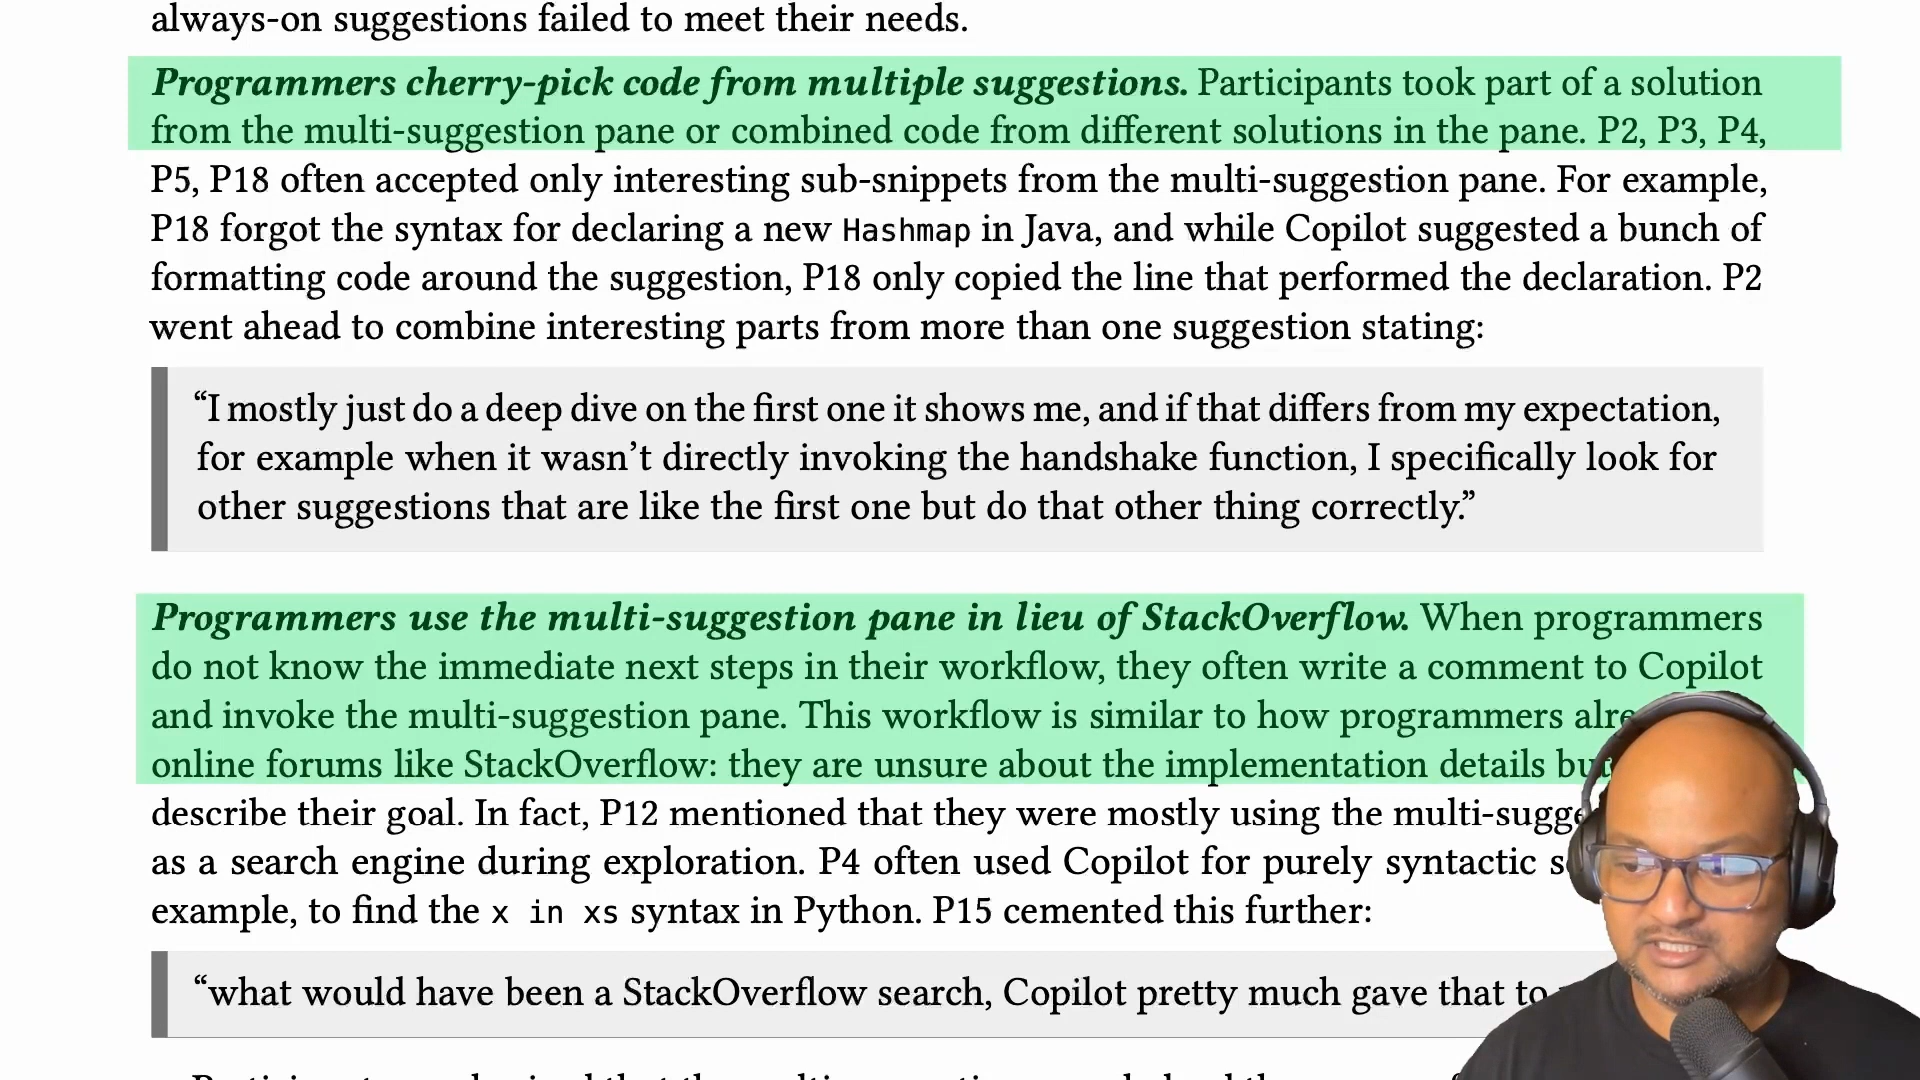 always-on suggestions failed to meet their needs.
Programmers cherry-pick code from multiple suggestions. Participants took part of a solution
from the multi-suggestion pane or combined code from different solutions in the pane. P2, P3, P4,
P5, P18 often accepted only interesting sub-snippets from the multi-suggestion pane. For example,
P18 forgot the syntax for declaring a new Hashmap in Java, and while Copilot suggested a bunch of
formatting code around the suggestion, P18 only copied the line that performed the declaration. P2
went ahead to combine interesting parts from more than one suggestion stating:
“I mostly just do a deep dive on the first one it shows me, and if that differs from my expectation,
for example when it wasn’t directly invoking the handshake function, I specifically look for
other suggestions that are like the first one but do that other thing correctly.”
Programmers use the multi-suggestion pane in lieu of StackOverflow. When programmers
do not know the immediate next steps in their workflow, they often write a comment to Copilot
and invoke the multi-suggestion pane. This workflow is similar to how programmers
online forums like StackOverflow: they are unsure about the implementation details but
describe their goal. In fact, P12 mentioned that they were mostly using the
as a search engine during exploration. P4 often used Copilot for purely syntactic
example, to find the x in xs syntax in Python. P15 cemented this further:
“what would have been a StackOverflow search, Copilot pretty much gave that to